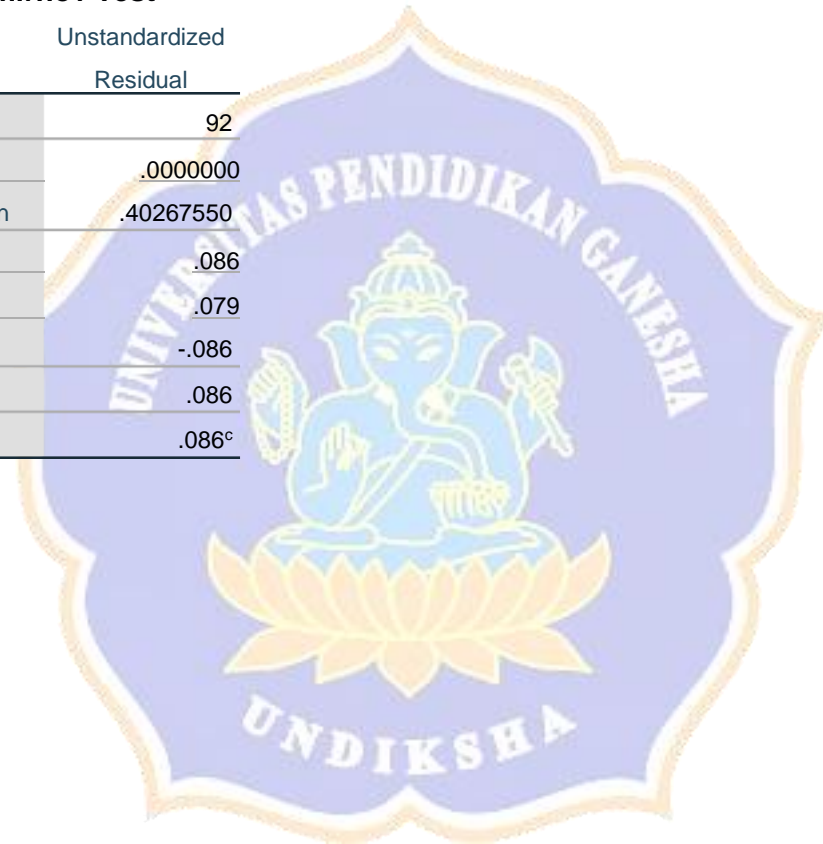 Unstandardized
Residual
92
.0000000
.40267550
.086
.079
-.086
.086
.086ᶜ
UNIVERSITAS PENDIDIKAN GANESHA
UNDIKSHA